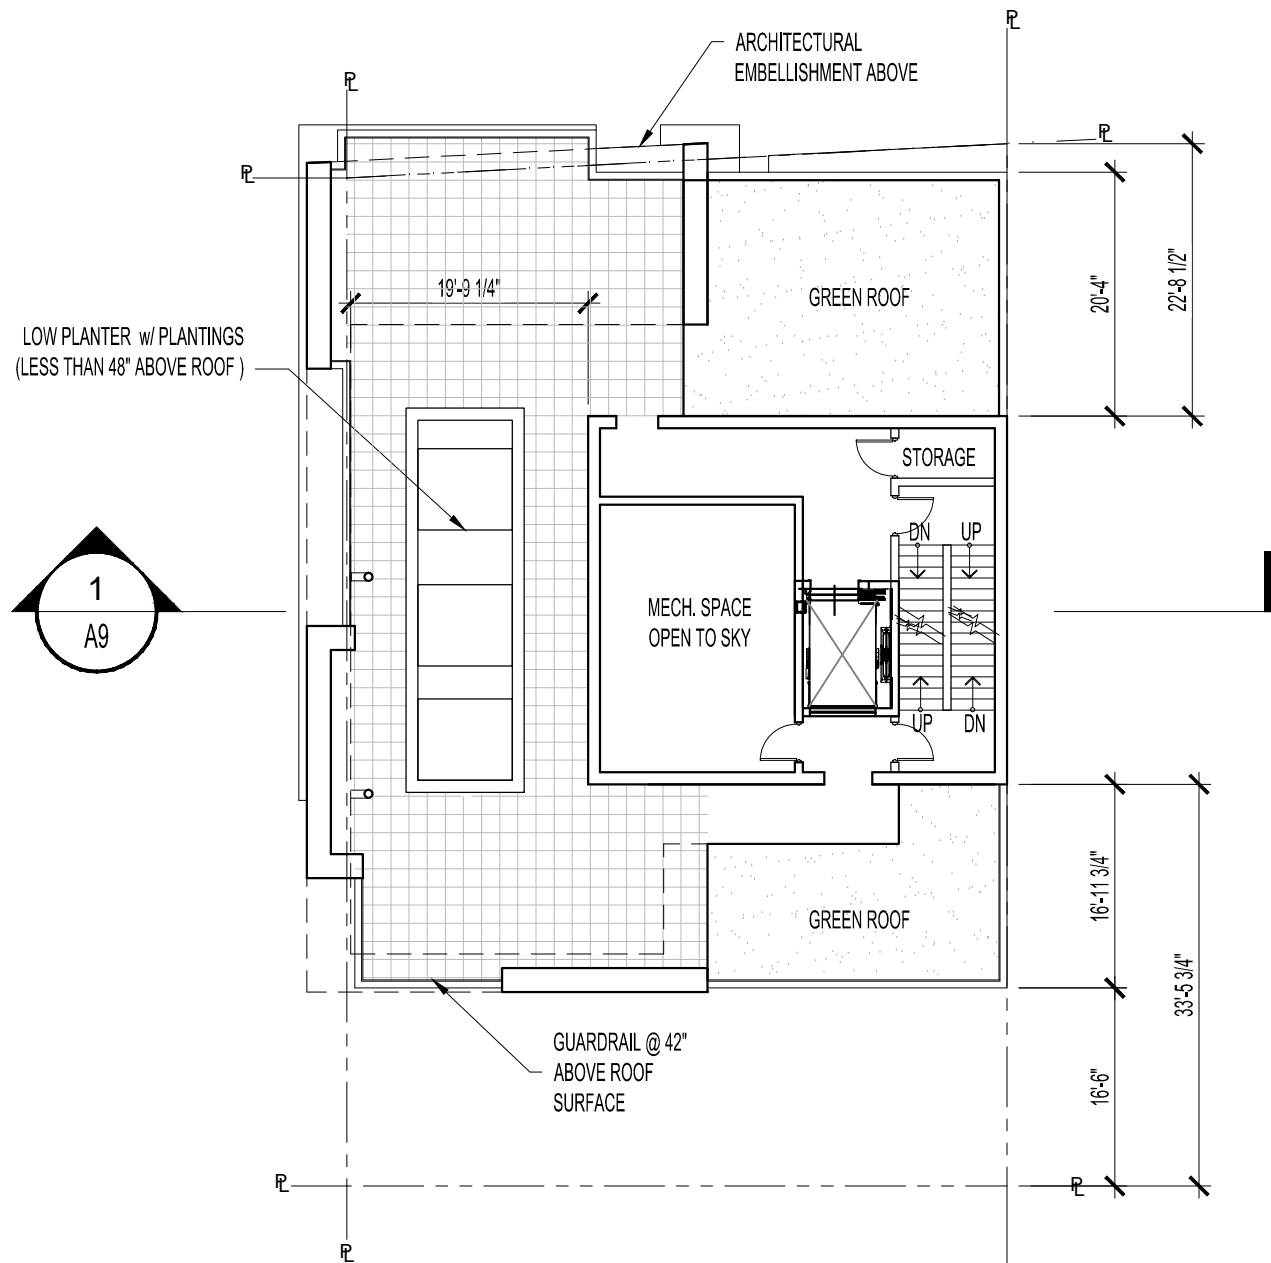 PL
ARCHITECTURAL
EMBELLISHMENT ABOVE
PL
PL
PL
22'-8 1/2"
20'-4"
19'-9 1/4"
GREEN ROOF
LOW PLANTER w/ PLANTINGS
(LESS THAN 48" ABOVE ROOF )
STORAGE
DN UP
1
A9
MECH. SPACE
OPEN TO SKY
UP DN
16'-11 3/4"
GREEN ROOF
33'-5 3/4"
GUARDRAIL @ 42"
ABOVE ROOF
SURFACE
16'-6"
PL
PL
PL